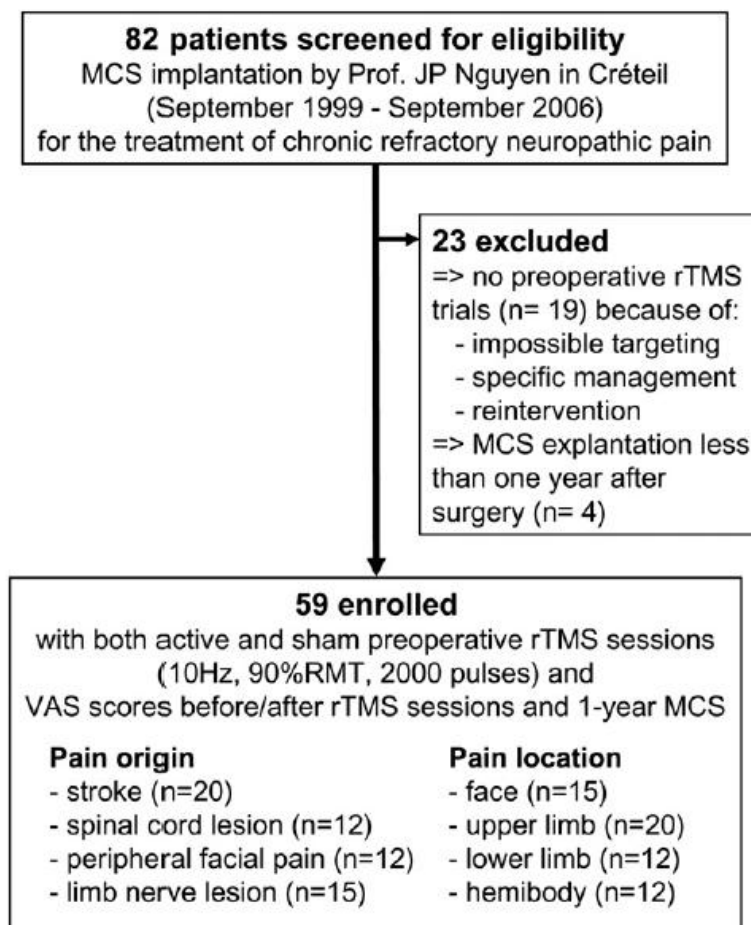 82 patients screened for eligibility
MCS implantation by Prof. JP Nguyen in Créteil
(September 1999 - September 2006)
for the treatment of chronic refractory neuropathic pain
23 excluded
=> no preoperative rTMS
trials (n= 19) because of:
- impossible targeting
- specific management
- reintervention
=> MCS explantation less
than one year after
surgery (n= 4)
59 enrolled
with both active and sham preoperative rTMS sessions
(10Hz, 90%RMT, 2000 pulses) and
VAS scores before/after rTMS sessions and 1-year MCS
Pain origin
- stroke (n=20)
- spinal cord lesion (n=12)
- peripheral facial pain (n=12)
- limb nerve lesion (n=15)
Pain location
- face (n=15)
- upper limb (n=20)
- lower limb (n=12)
- hemibody (n=12)